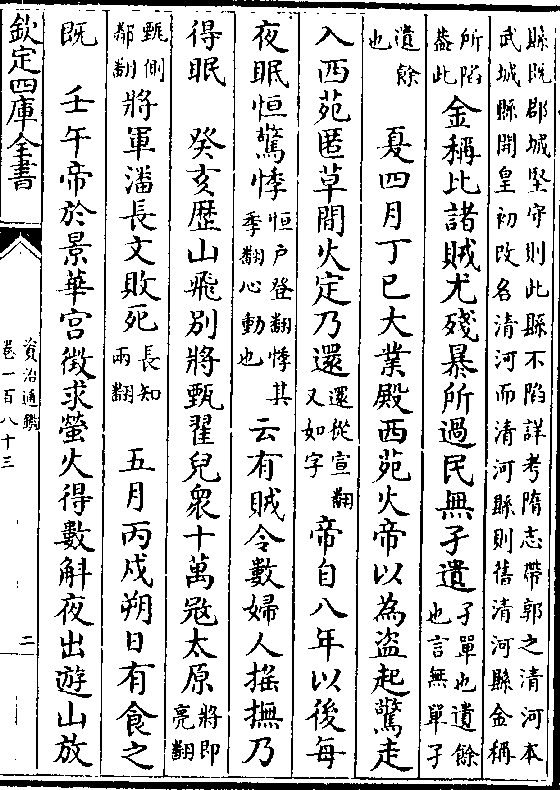 縣既郡城堅守則此縣不陷詳考隋志帶郭之清河本
武城縣開皇初改名清河而清河縣則舊清河縣金稱
所陷
葢此
金稱比諸賊尤殘暴所過民無孑遺
孑單也遺餘
也言無單孑
遺餘
也
夏四月丁巳大業殿西苑火帝以為盜起驚走
入西苑匿草間火定乃還
還從宣翻
又如字
帝自八年以後每
夜眠恒驚悸
恒户登翻悸其
季翻心動也
云有賊令數婦人搖撫乃
得眠 癸亥歴山飛别將甄翟兒衆十萬宼太原
將即
亮翻
甄側
鄰翻
將軍潘長文敗死
長知
兩翻
五月丙戍朔日有食之
既 壬午帝於景華宮徵求螢火得數斛夜出遊山放
欽定四庫全書
資治通鑑
卷一百八十三
二